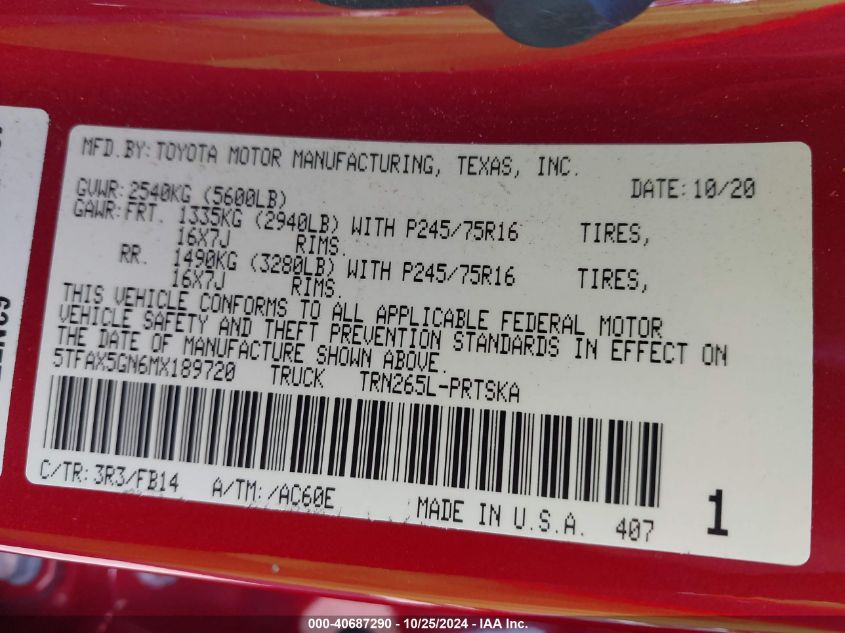 MFD. BY: TOYOTA MOTOR MANUFACTURING, TEXAS, INC.
DATE: 10/20
GVWR: 2540KG (5600LB)
GAWR: FRT. 1335KG (2940LB) WITH P245/75R16 TIRES,
16X7J RIMS.
RR. 1490KG (3280LB) WITH P245/75R16 TIRES,
16X7J RIMS.
THIS VEHICLE CONFORMS TO ALL APPLICABLE FEDERAL MOTOR
VEHICLE SAFETY AND THEFT PREVENTION STANDARDS IN EFFECT ON
THE DATE OF MANUFACTURE SHOWN ABOVE.
5TFAX5GN6MX189720 TRUCK TRN265L-PRTSKA
C/TR: 3R3/FB14 A/TM: /AC60E MADE IN U.S.A. 407 1
000-40687290 - 10/25/2024 - IAA Inc.